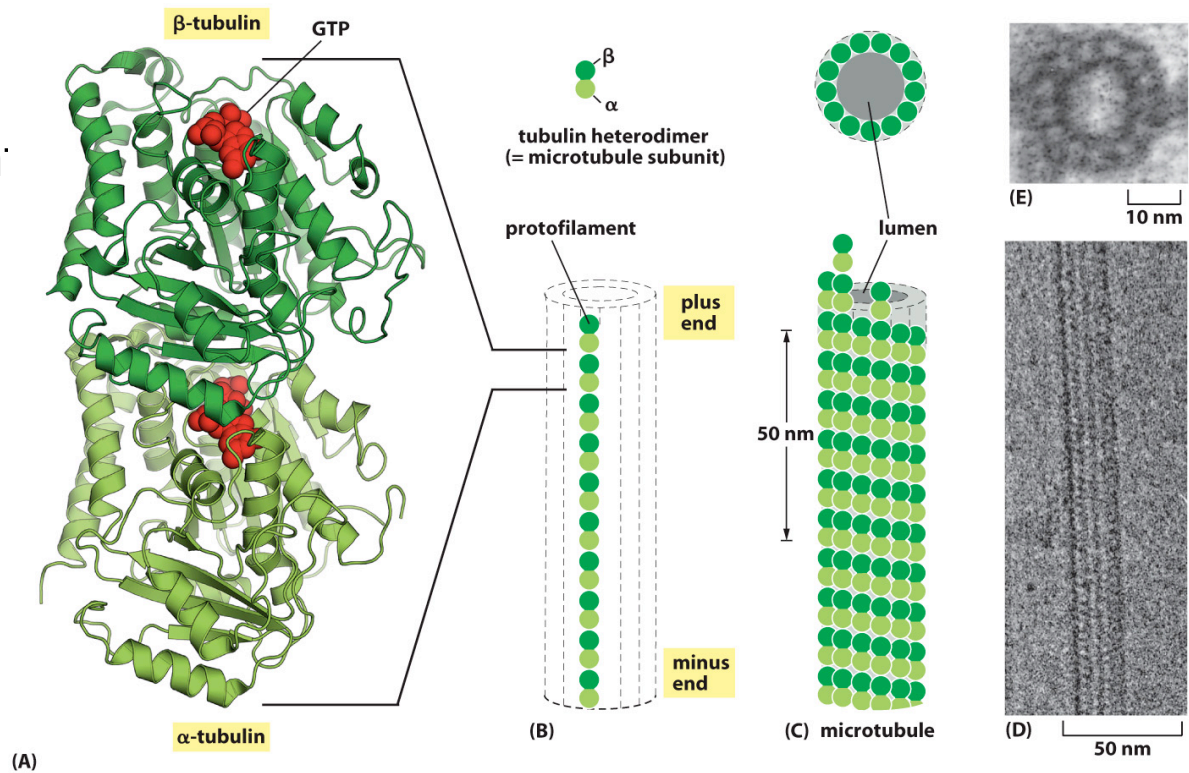 β-tubulin
GTP
α-tubulin
(A)
β
α
tubulin heterodimer
(= microtubule subunit)
protofilament
plus
end
minus
end
(B)
lumen
50 nm
(C) microtubule
(E)
10 nm
(D)
50 nm